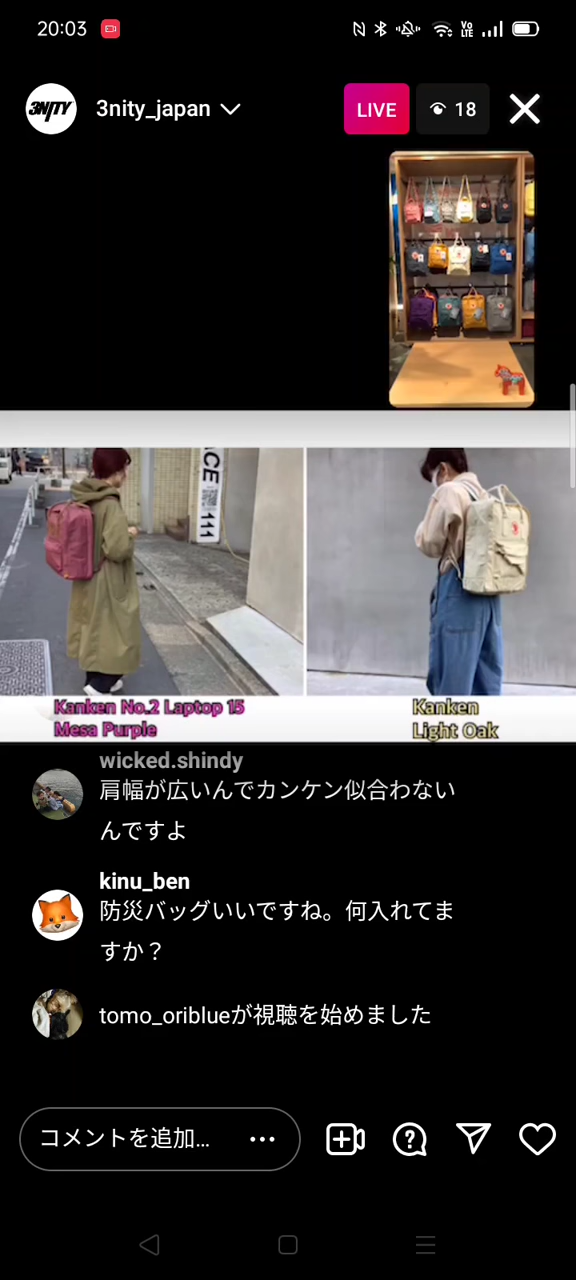 20:03
Vo LTE
3NITY
3nity_japan
LIVE
18
ACE
111
Kanken No.2 Laptop 15
Mesa Purple
Kanken
Light Oak
wicked.shindy
肩幅が広いんでカンケン似合わない
んですよ
kinu_ben
防災バッグいいですね。何入れてま
すか？
tomo_oriblueが視聴を始めました
コメントを追加...